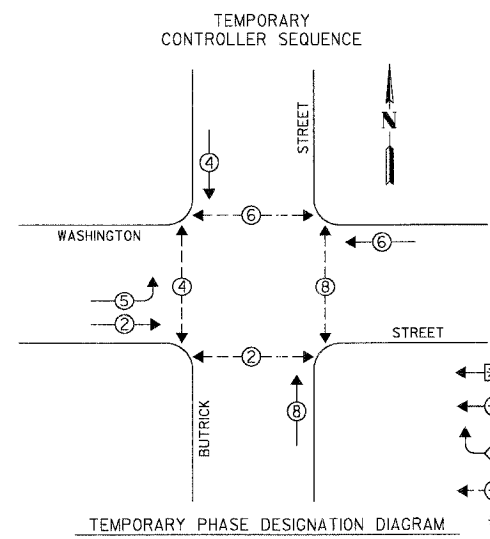 TEMPORARY
CONTROLLER SEQUENCE
STREET
N
4
6
WASHINGTON
6
5
4
8
2
STREET
2
8
BUTRICK
TEMPORARY PHASE DESIGNATION DIAGRAM